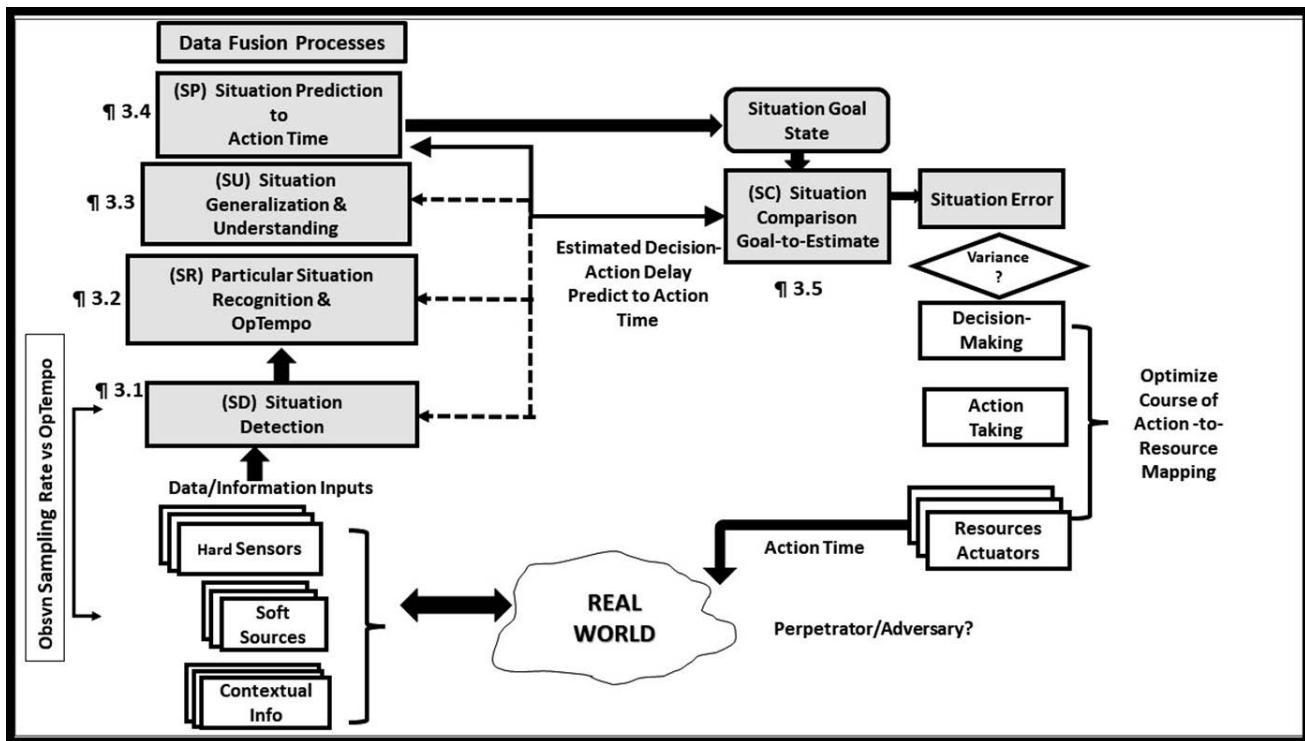 Data Fusion Processes
¶ 3.4
(SP) Situation Prediction
to
Action Time
¶ 3.3
(SU) Situation
Generalization &
Understanding
¶ 3.2
(SR) Particular Situation
Recognition &
OpTempo
¶ 3.1
(SD) Situation
Detection
Obsvn Sampling Rate vs OpTempo
Data/Information Inputs
Hard Sensors
Soft
Sources
Contextual
Info
REAL
WORLD
Estimated Decision-
Action Delay
Predict to Action
Time
Situation Goal
State
(SC) Situation
Comparison
Goal-to-Estimate
¶ 3.5
Situation Error
Variance
?
Decision-
Making
Action
Taking
Resources
Actuators
Optimize
Course of
Action -to-
Resource
Mapping
Action Time
Perpetrator/Adversary?